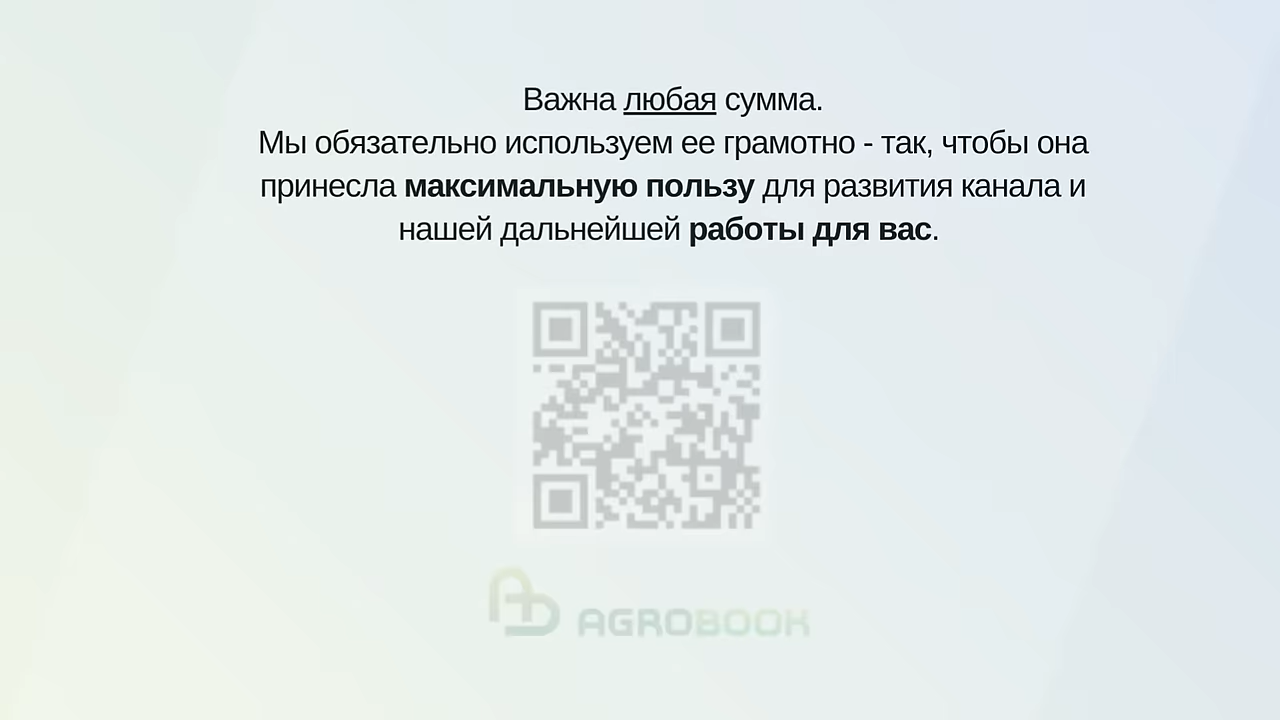 Важна любая сумма.
Мы обязательно используем ее грамотно - так, чтобы она
принесла максимальную пользу для развития канала и
нашей дальнейшей работы для вас.
AGROBOOK